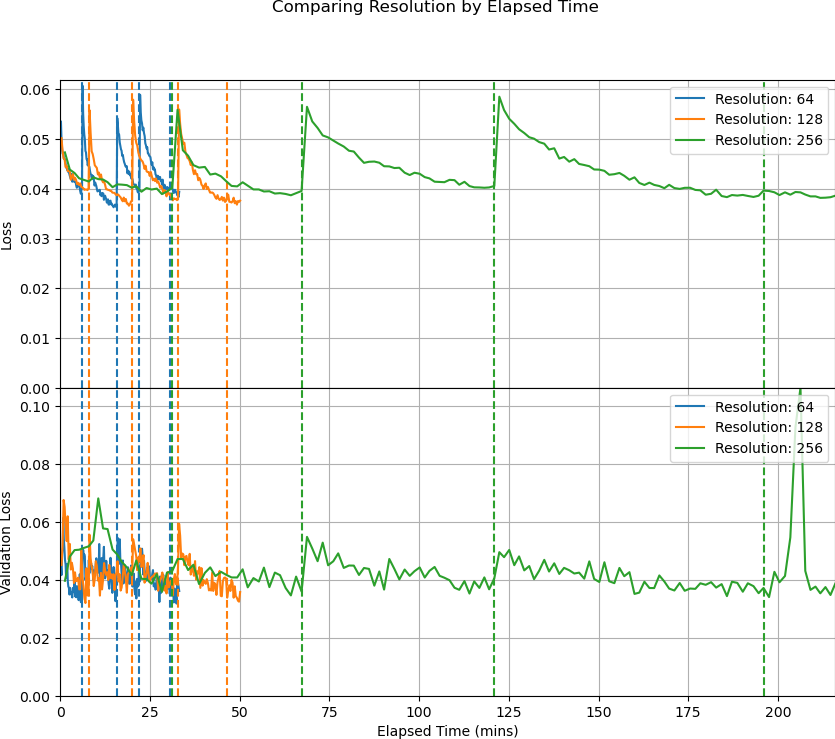 Comparing Resolution by Elapsed Time
0.06
0.05
0.04
0.03
0.02
0.01
0.00
Loss
Resolution: 64
Resolution: 128
Resolution: 256
0.10
0.08
0.06
0.04
0.02
0.00
Validation Loss
Resolution: 64
Resolution: 128
Resolution: 256
0 25 50 75 100 125 150 175 200
Elapsed Time (mins)